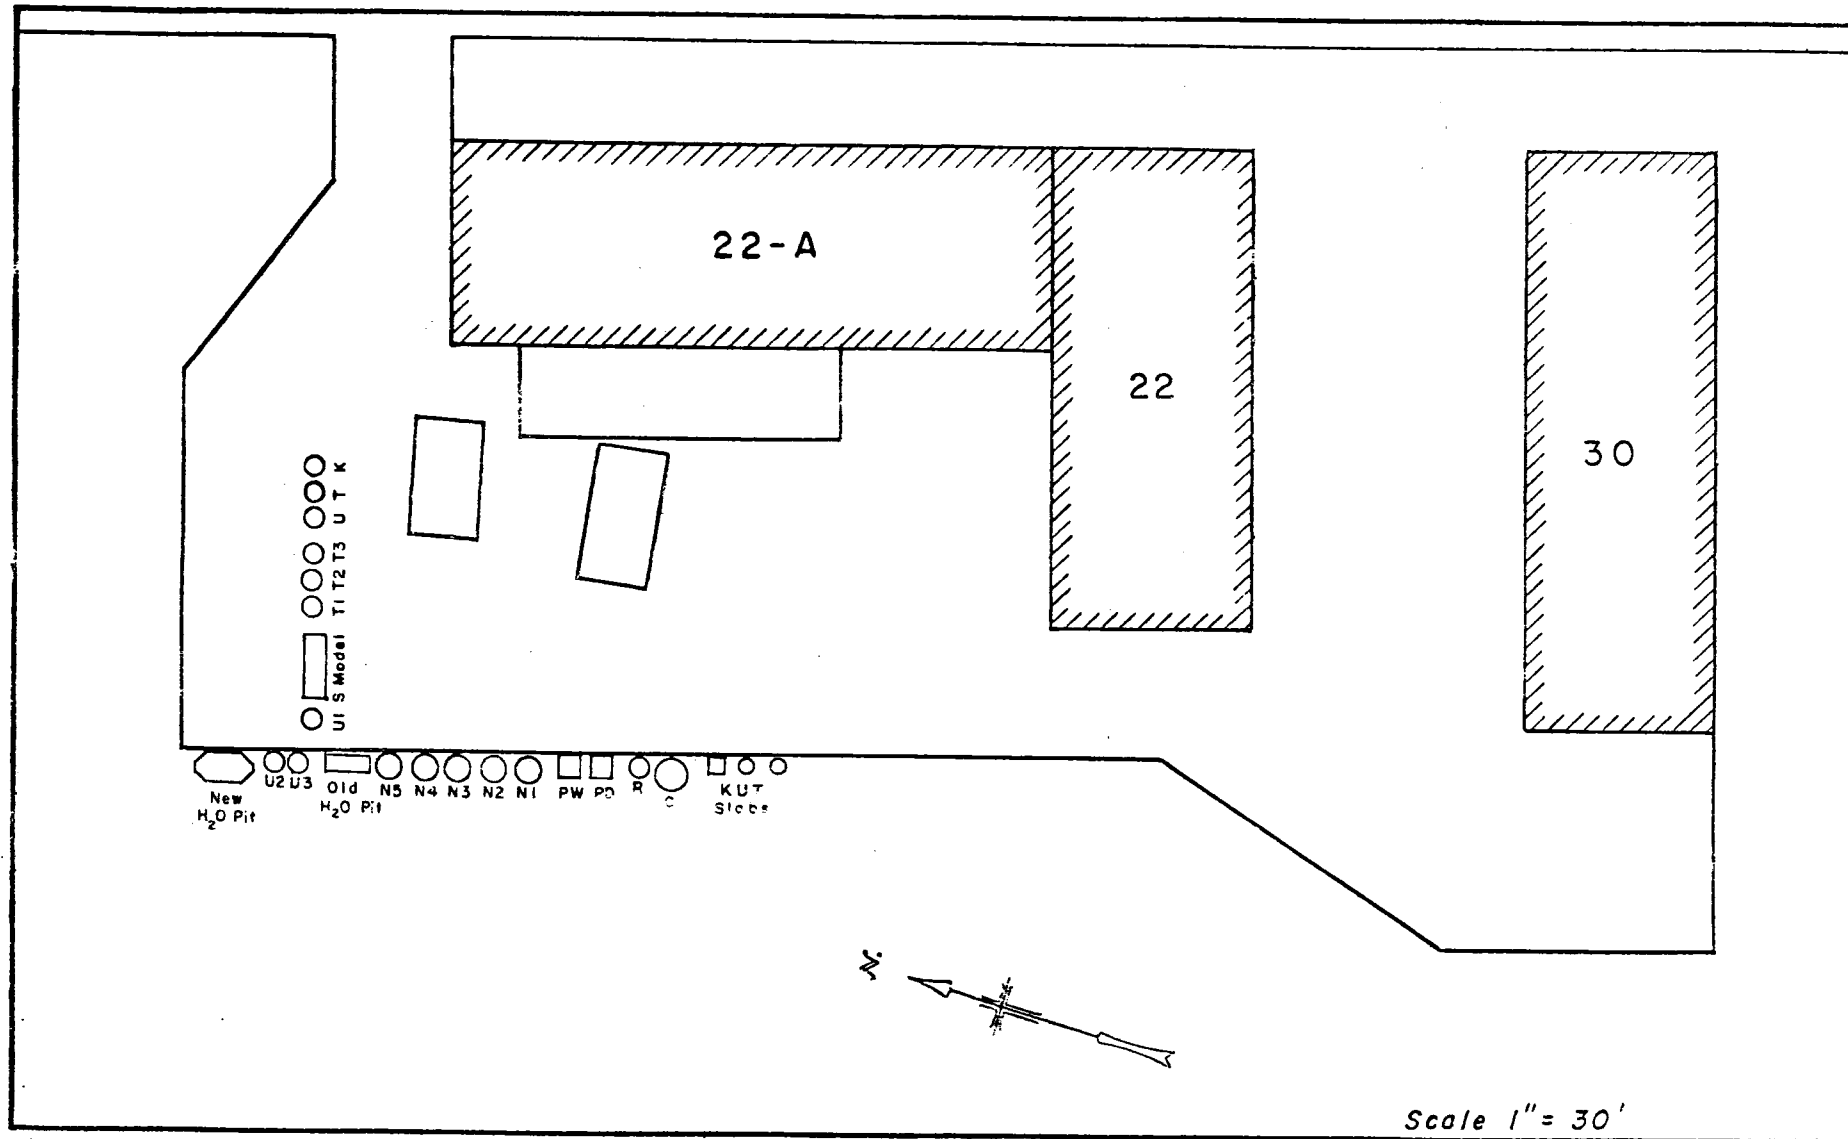 22-A
22
30
K
T
U
T3
T2
T1
S Model
U1
U2 U3
N5 N4 N3 N2 N1 PW PD R C
New
H₂O Pit
Old
H₂O Pit
KUT
Slabs
N.
Scale 1"= 30'